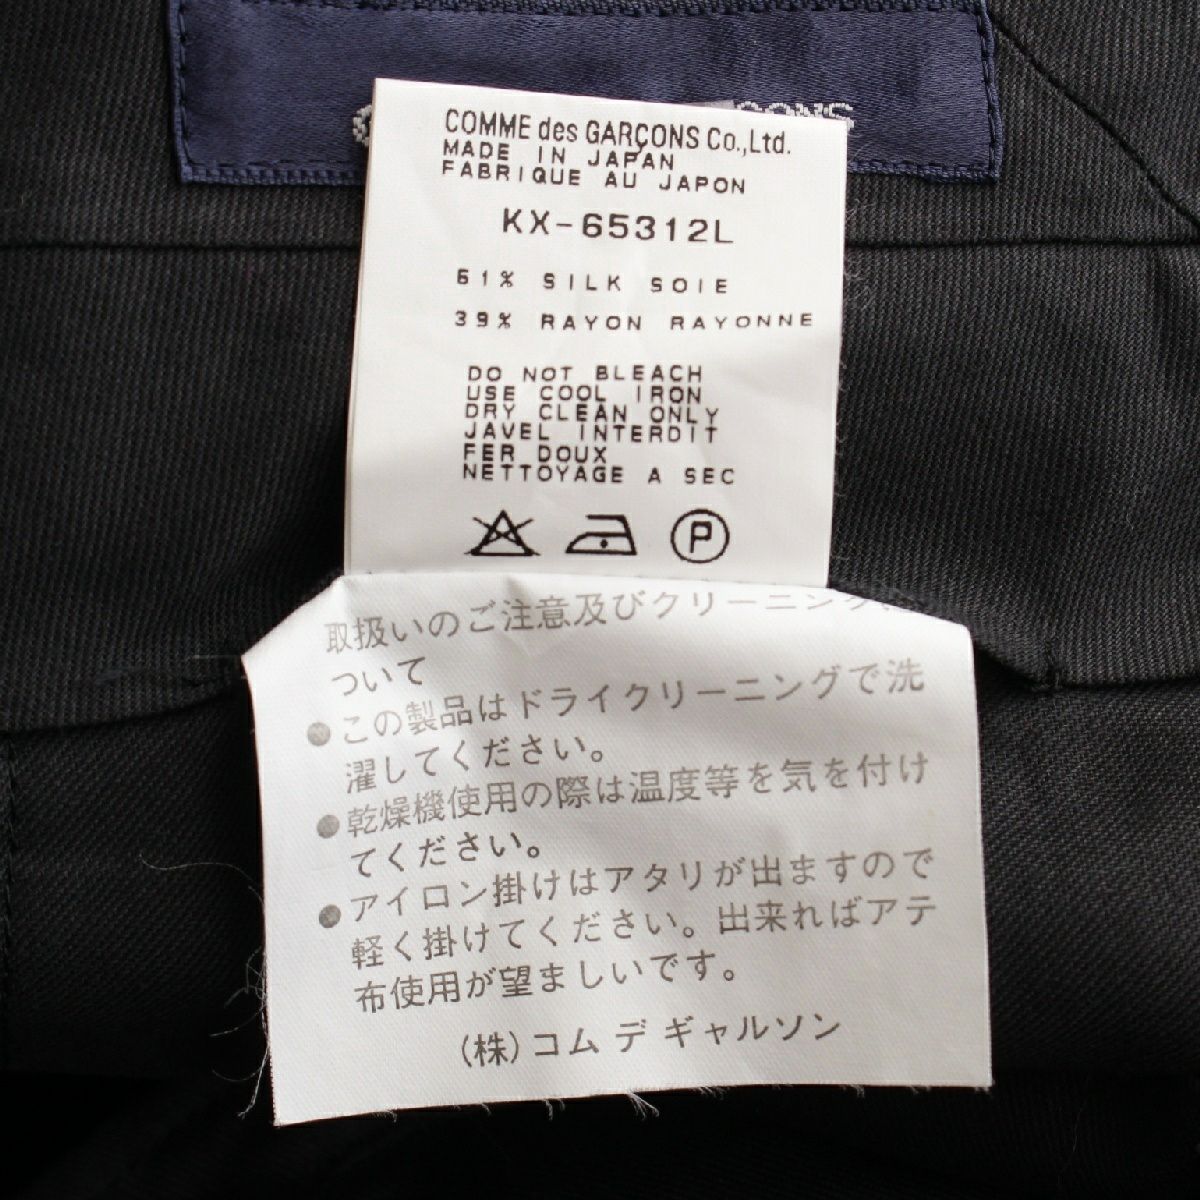 COMME des GARÇONS Co.,Ltd.
MADE IN JAPAN
FABRIQUE AU JAPON
KX-65312L
61% SILK SOIE
39% RAYON RAYONNE
DO NOT BLEACH
USE COOL IRON
DRY CLEAN ONLY
JAVEL INTERDIT
FER DOUX
NETTOYAGE A SEC
P
取扱いのご注意及びクリーニング
ついて
●この製品はドライクリーニングで洗
濯してください。
●乾燥機使用の際は温度等を気を付け
てください。
●アイロン掛けはアタリが出ますので
軽く掛けてください。出来ればアテ
布使用が望ましいです。
(株)コム デ ギャルソン